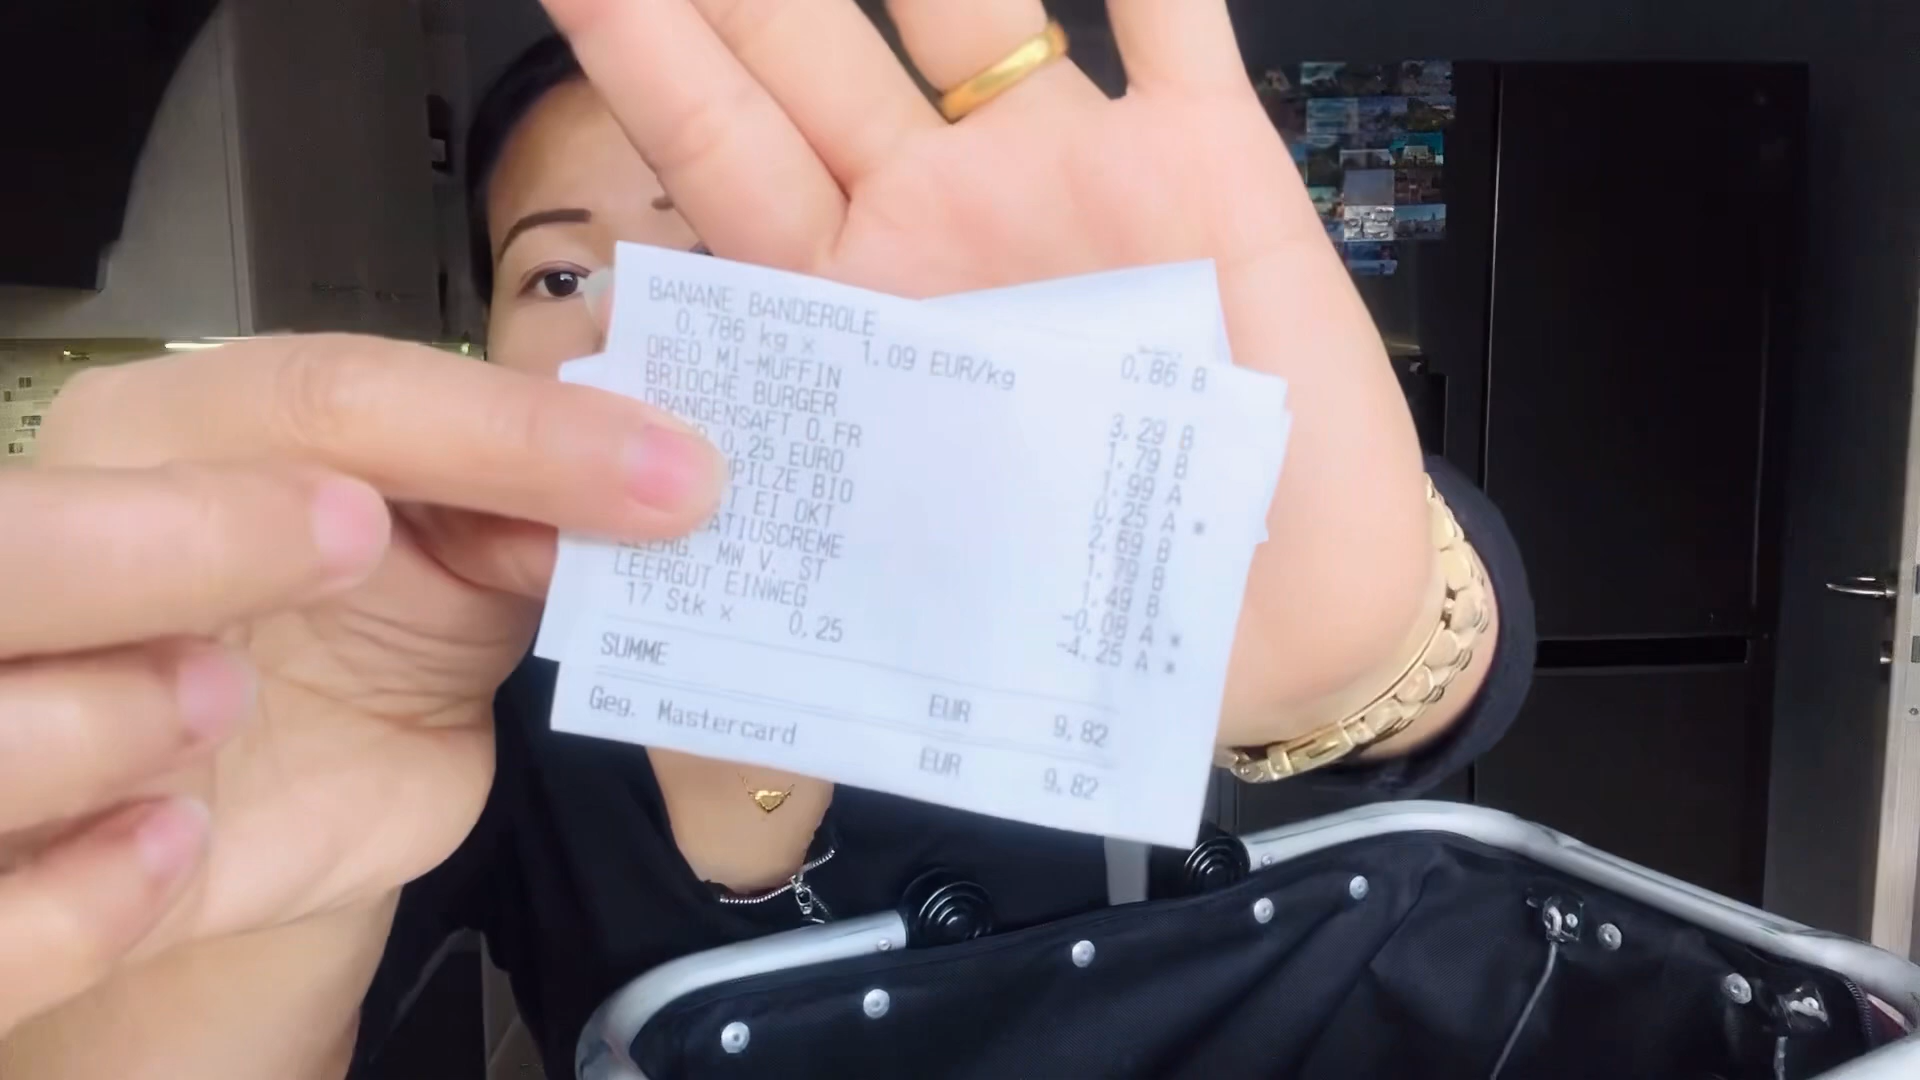 BANANE BANDEROLE
0,786 kg x 1.09 EUR/kg 0,86 B
OREO MI-MUFFIN 3,29 B
BRIOCHE BURGER 1,79 B
ORANGENSAFT O.FR 1,99 A
0,25 EURO 0,25 A *
PILZE BIO 2,69 B
EI OKT 1,79 B
ATIUSCREME 1,49 B
LEERG. MW V. ST -0,08 A *
LEERGUT EINWEG -4,25 A *
17 Stk x 0,25
SUMME EUR 9,82
Geg. Mastercard EUR 9,82